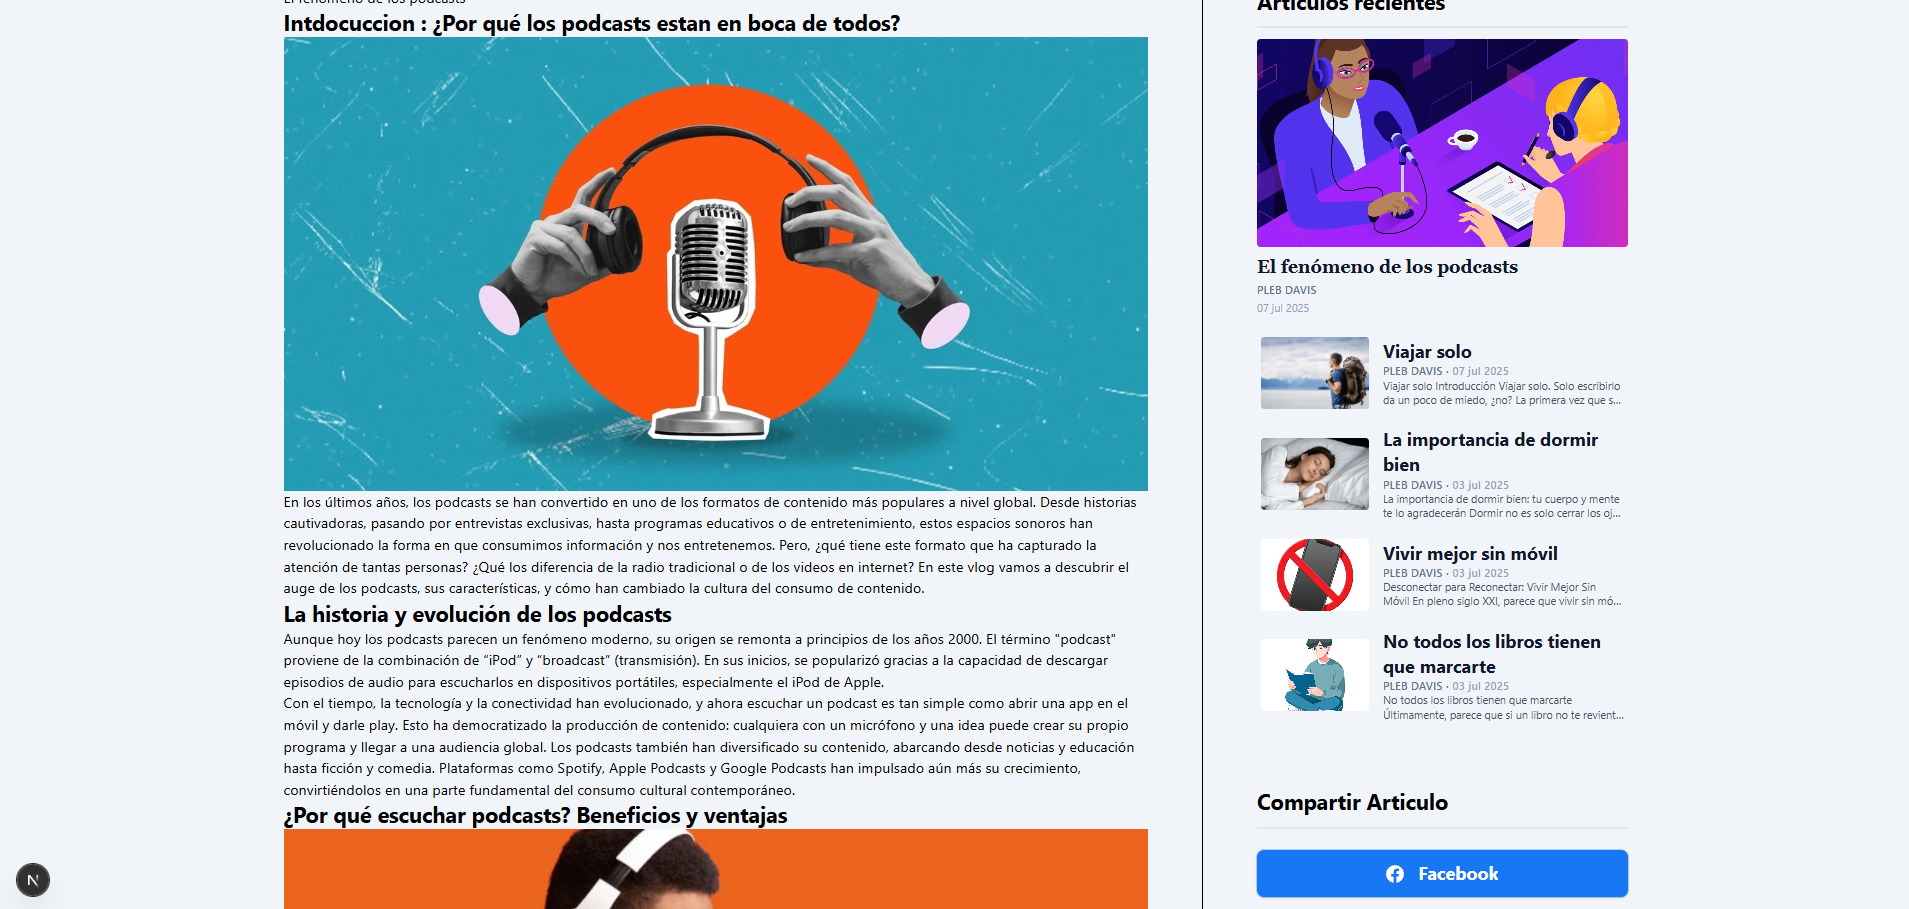 El fenómeno de los podcasts
Intdocuccion : ¿Por qué los podcasts estan en boca de todos?
En los últimos años, los podcasts se han convertido en uno de los formatos de contenido más populares a nivel global. Desde historias
cautivadoras, pasando por entrevistas exclusivas, hasta programas educativos o de entretenimiento, estos espacios sonoros han
revolucionado la forma en que consumimos información y nos entretenemos. Pero, ¿qué tiene este formato que ha capturado la
atención de tantas personas? ¿Qué los diferencia de la radio tradicional o de los videos en internet? En este vlog vamos a descubrir el
auge de los podcasts, sus características, y cómo han cambiado la cultura del consumo de contenido.
La historia y evolución de los podcasts
Aunque hoy los podcasts parecen un fenómeno moderno, su origen se remonta a principios de los años 2000. El término "podcast"
proviene de la combinación de “iPod” y “broadcast” (transmisión). En sus inicios, se popularizó gracias a la capacidad de descargar
episodios de audio para escucharlos en dispositivos portátiles, especialmente el iPod de Apple.
Con el tiempo, la tecnología y la conectividad han evolucionado, y ahora escuchar un podcast es tan simple como abrir una app en el
móvil y darle play. Esto ha democratizado la producción de contenido: cualquiera con un micrófono y una idea puede crear su propio
programa y llegar a una audiencia global. Los podcasts también han diversificado su contenido, abarcando desde noticias y educación
hasta ficción y comedia. Plataformas como Spotify, Apple Podcasts y Google Podcasts han impulsado aún más su crecimiento,
convirtiéndolos en una parte fundamental del consumo cultural contemporáneo.
¿Por qué escuchar podcasts? Beneficios y ventajas
N
Artículos recientes
El fenómeno de los podcasts
PLEB DAVIS
07 jul 2025
Viajar solo
PLEB DAVIS · 07 jul 2025
Viajar solo Introducción Viajar solo. Solo escribirlo
da un poco de miedo, ¿no? La primera vez que s...
La importancia de dormir
bien
PLEB DAVIS · 03 jul 2025
La importancia de dormir bien: tu cuerpo y mente
te lo agradecerán Dormir no es solo cerrar los oj...
Vivir mejor sin móvil
PLEB DAVIS · 03 jul 2025
Desconectar para Reconectar: Vivir Mejor Sin
Móvil En pleno siglo XXI, parece que vivir sin mó...
No todos los libros tienen
que marcarte
PLEB DAVIS · 03 jul 2025
No todos los libros tienen que marcarte
Últimamente, parece que si un libro no te revient...
Compartir Articulo
Facebook